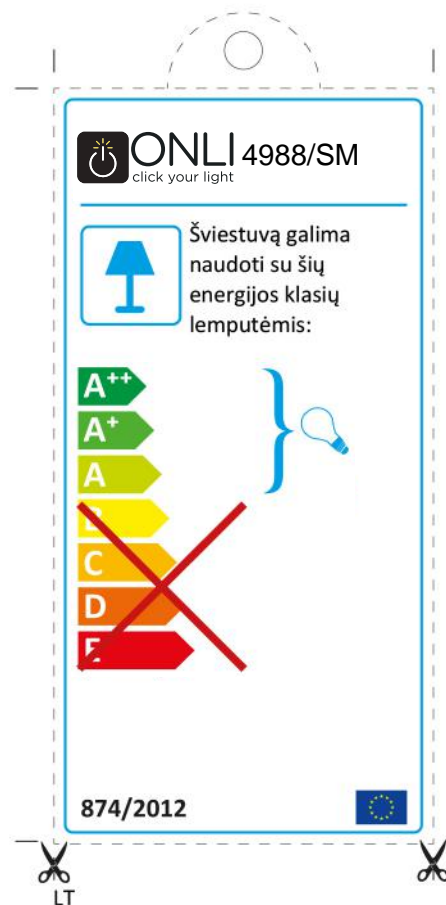 ONLI 4988/SM
click your light
Šviestuvą galima
naudoti su šių
energijos klasių
lemputėmis:
A++
A+
A
B
C
D
E
874/2012
LT